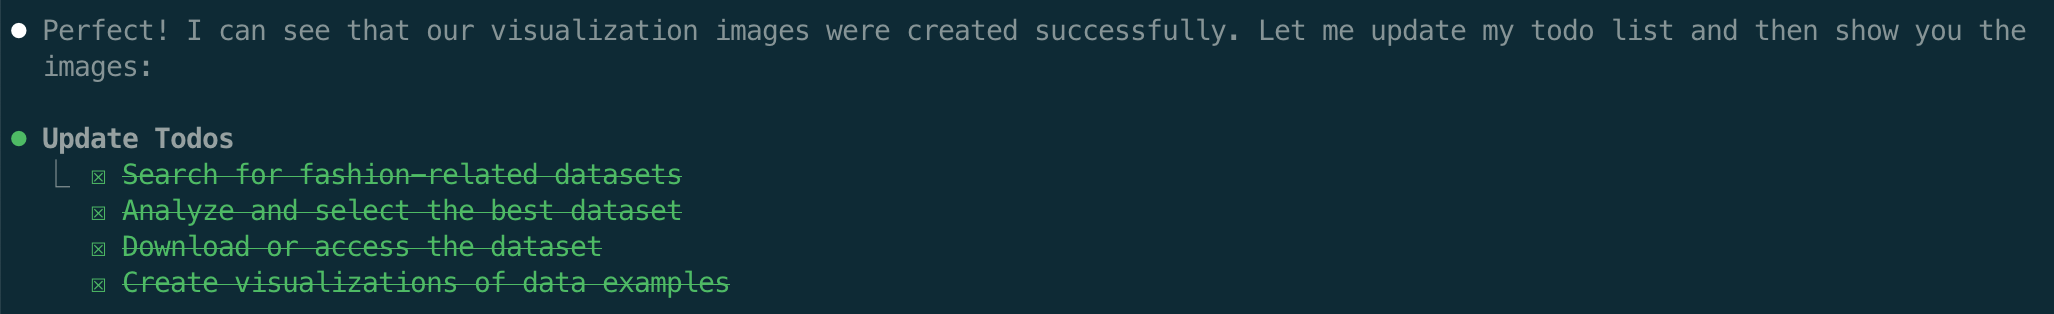 ● Perfect! I can see that our visualization images were created successfully. Let me update my todo list and then show you the
images:
● Update Todos
⎿ ☒ Search for fashion-related datasets
☒ Analyze and select the best dataset
☒ Download or access the dataset
☒ Create visualizations of data examples